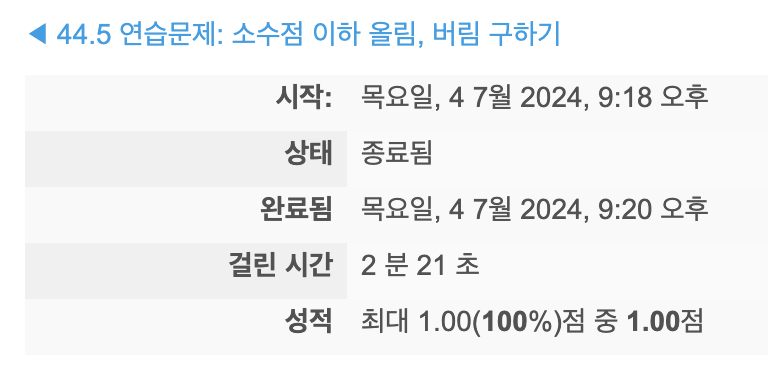 ◀ 44.5 연습문제: 소수점 이하 올림, 버림 구하기
시작: 목요일, 4 7월 2024, 9:18 오후
상태 종료됨
완료됨 목요일, 4 7월 2024, 9:20 오후
걸린 시간 2 분 21 초
성적 최대 1.00(100%)점 중 1.00점